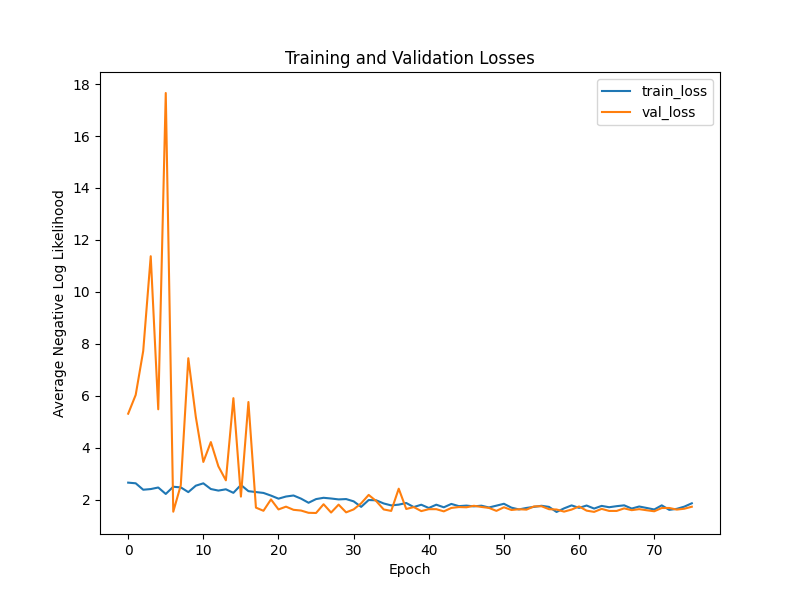 Training and Validation Losses
train_loss
val_loss
Average Negative Log Likelihood
18
16
14
12
10
8
6
4
2
0 10 20 30 40 50 60 70
Epoch